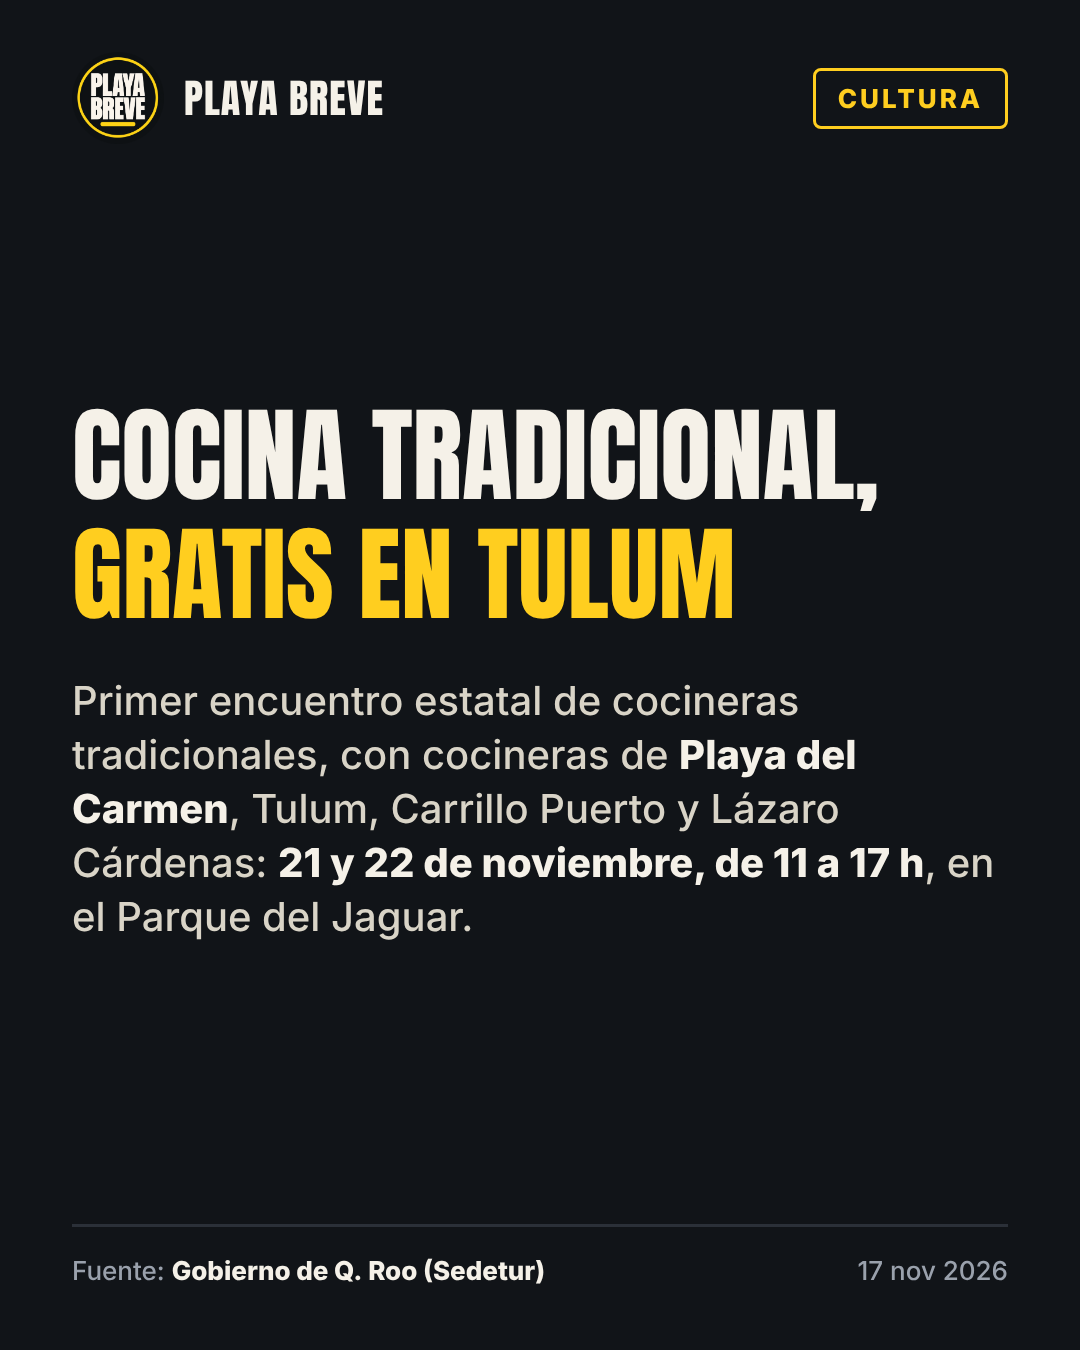 PLAYA
BREVE
PLAYA BREVE
CULTURA
COCINA TRADICIONAL,
GRATIS EN TULUM
Primer encuentro estatal de cocineras
tradicionales, con cocineras de Playa del
Carmen, Tulum, Carrillo Puerto y Lázaro
Cárdenas: 21 y 22 de noviembre, de 11 a 17 h, en
el Parque del Jaguar.
Fuente: Gobierno de Q. Roo (Sedetur)
17 nov 2026